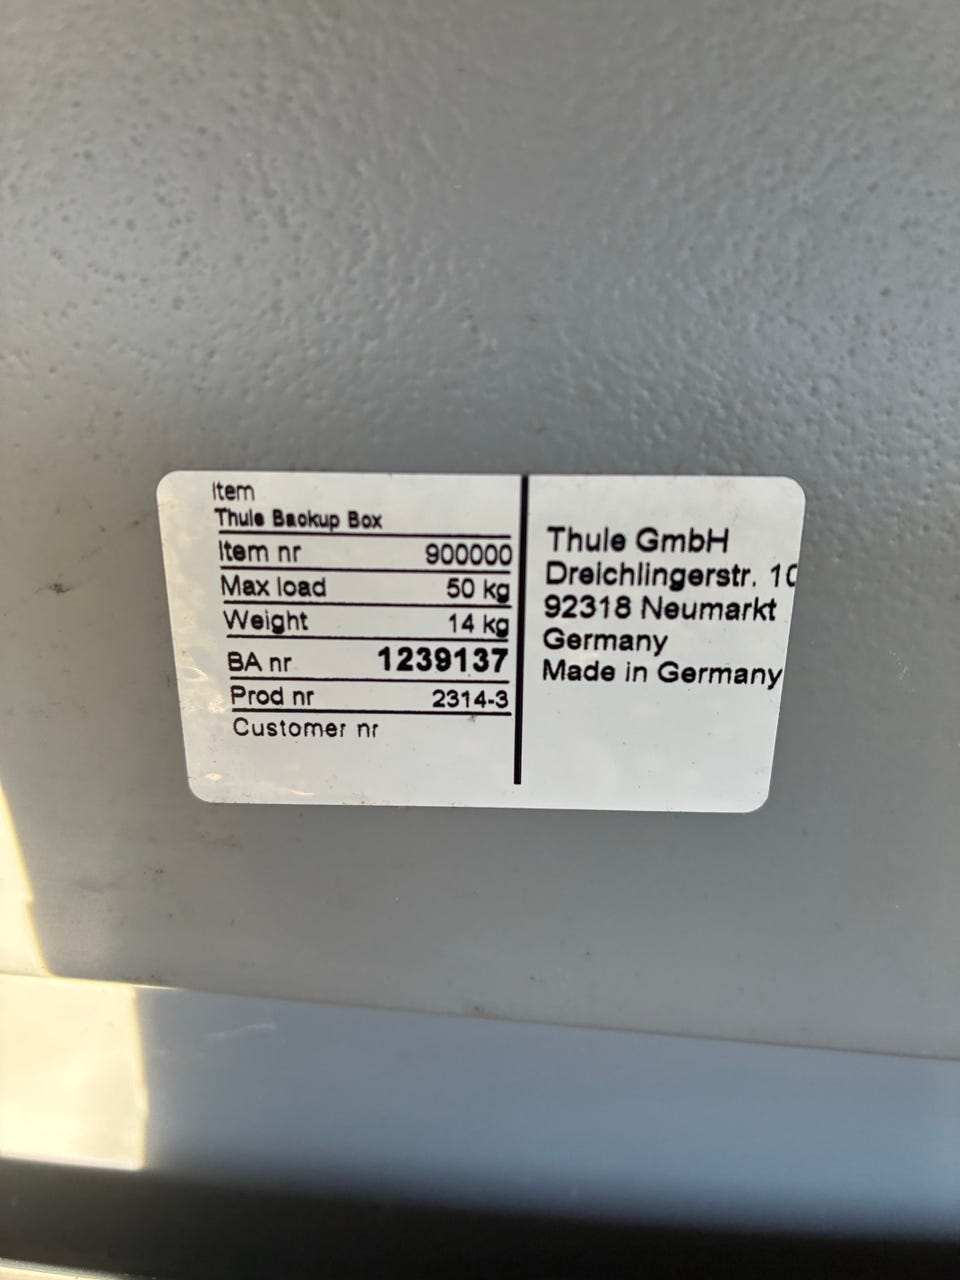 Item
Thule Backup Box
Item nr 900000
Max load 50 kg
Weight 14 kg
BA nr 1239137
Prod nr 2314-3
Customer nr
Thule GmbH
Dreichlingerstr. 10
92318 Neumarkt
Germany
Made in Germany